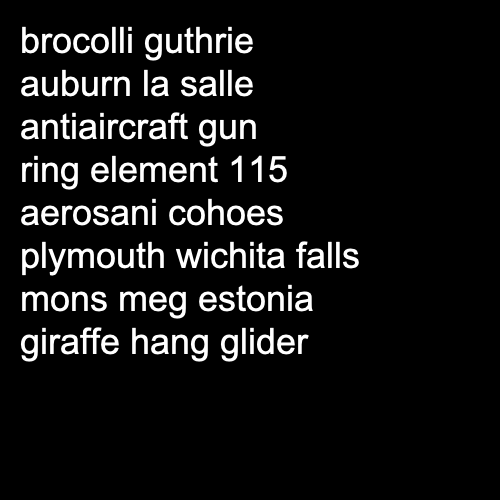 brocolli guthrie
auburn la salle
antiaircraft gun
ring element 115
aerosani cohoes
plymouth wichita falls
mons meg estonia
giraffe hang glider